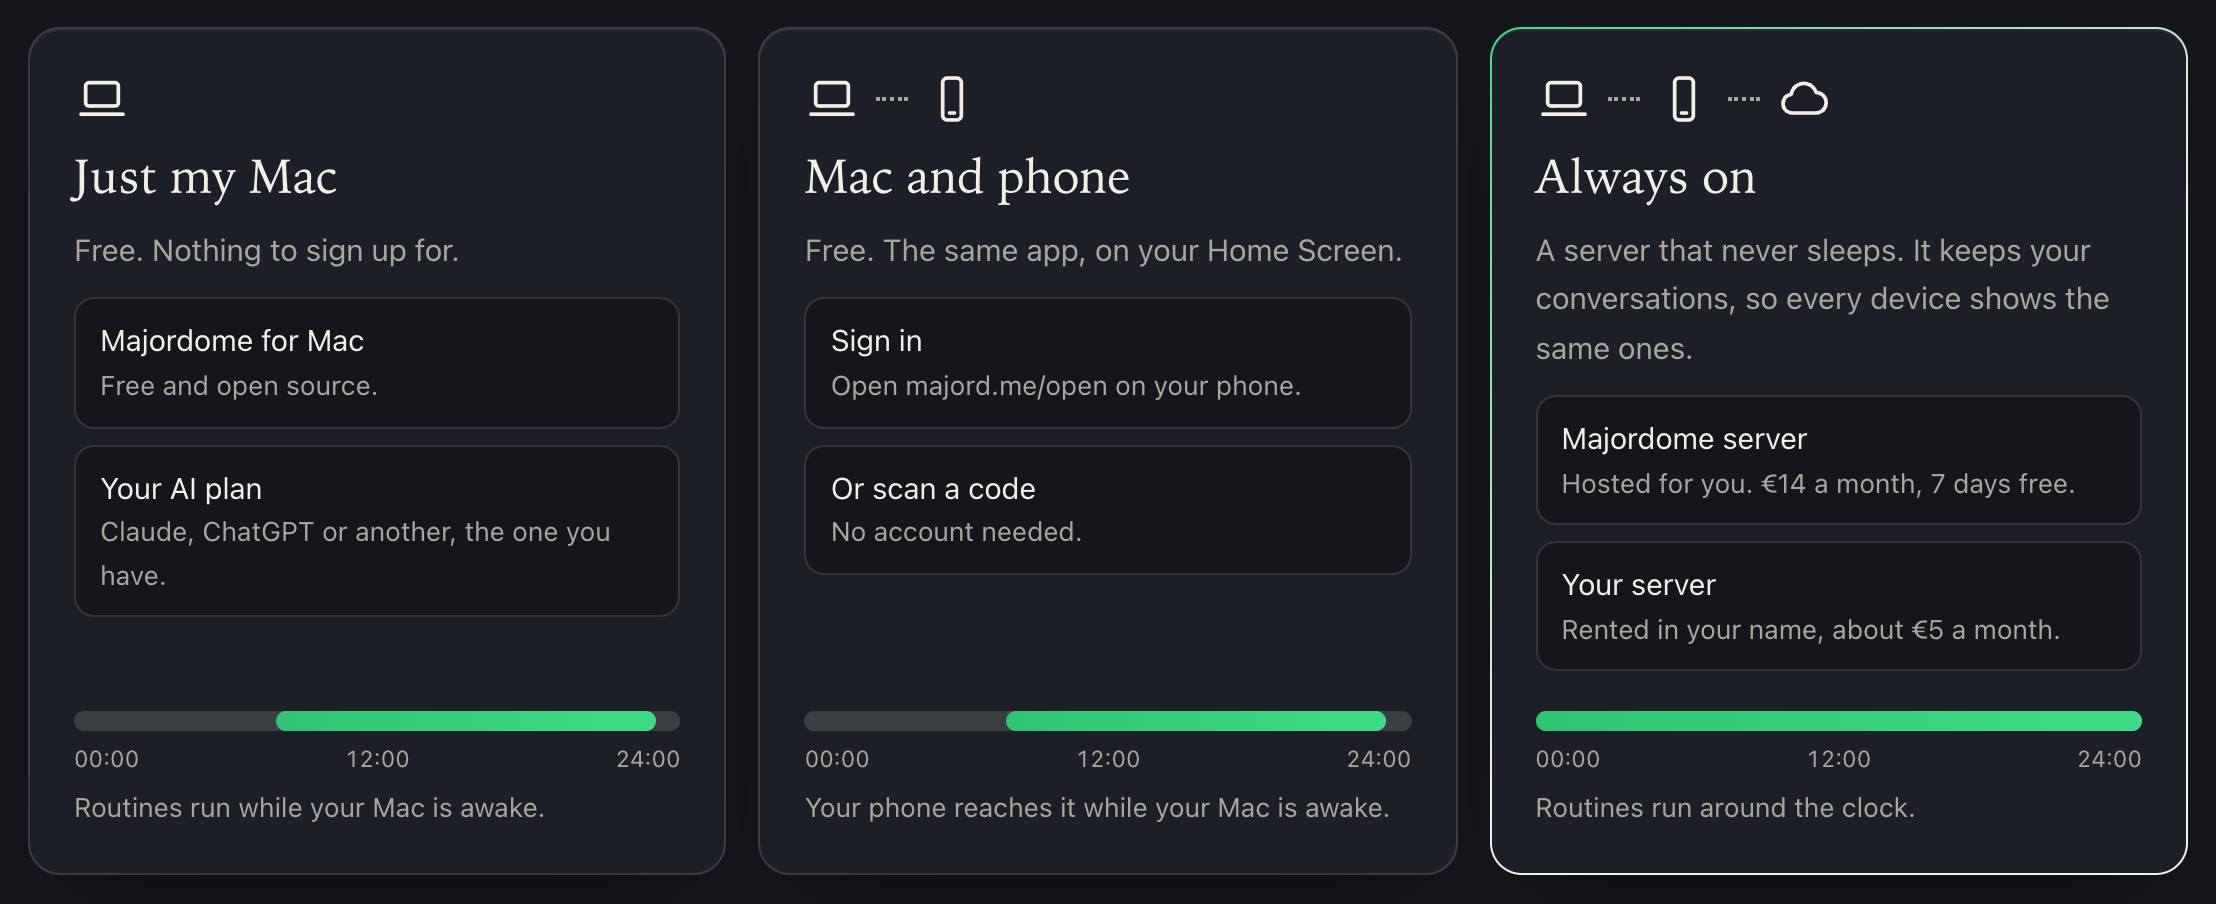 Just my Mac
Free. Nothing to sign up for.
Majordome for Mac
Free and open source.
Your AI plan
Claude, ChatGPT or another, the one you
have.
00:00 12:00 24:00
Routines run while your Mac is awake.
Mac and phone
Free. The same app, on your Home Screen.
Sign in
Open majord.me/open on your phone.
Or scan a code
No account needed.
00:00 12:00 24:00
Your phone reaches it while your Mac is awake.
Always on
A server that never sleeps. It keeps your
conversations, so every device shows the
same ones.
Majordome server
Hosted for you. €14 a month, 7 days free.
Your server
Rented in your name, about €5 a month.
00:00 12:00 24:00
Routines run around the clock.